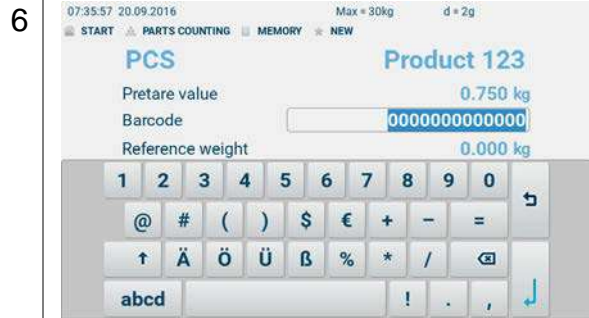 6
07:35:57 20.09.2016 Max = 30kg d = 2g
START PARTS COUNTING MEMORY NEW
PCS Product 123
Pretare value 0.750 kg
Barcode 0000000000000
Reference weight 0.000 kg
1 2 3 4 5 6 7 8 9 0
@ # ( ) $ € + - =
↑ Ä Ö Ü ß % * /
abcd ! . ,